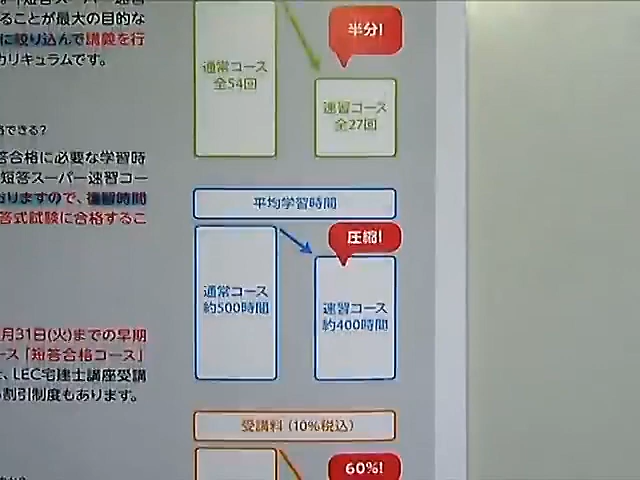 ることが最大の目的な
に絞り込んで講義を行
カリキュラムです。
できる?
答合格に必要な学習時
短答スーパー速習コー
おりますので、復習時間
答式試験に合格するこ
月31日(火)までの早期
ース「短答合格コース」
、LEC宅建士講座受講
割引制度もあります。
半分!
通常コース
全54回
速習コース
全27回
平均学習時間
圧縮!
通常コース
約500時間
速習コース
約400時間
受講料(10%税込)
60%!